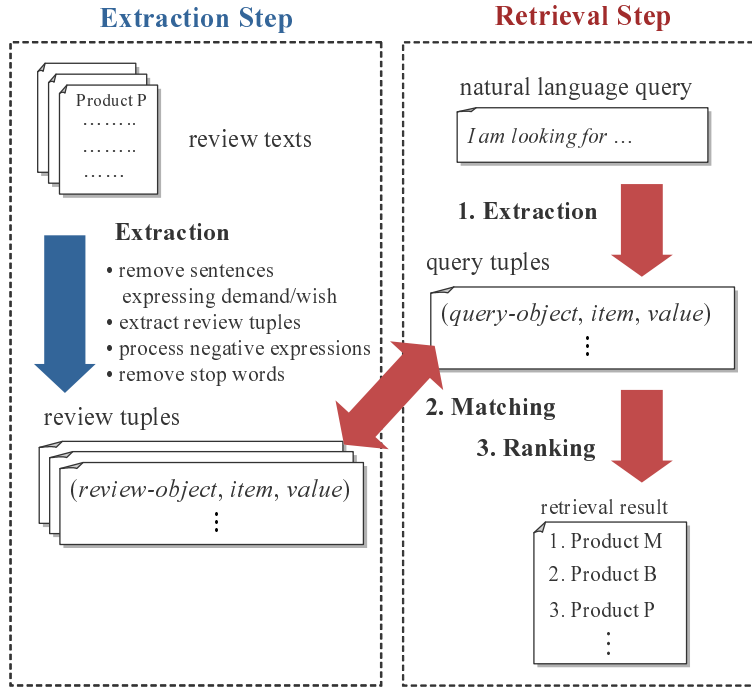 Extraction Step
Product P
… … ..
… … ..
… …
review texts
Extraction
• remove sentences
expressing demand/wish
• extract review tuples
• process negative expressions
• remove stop words
review tuples
(review-object, item, value)
⋮
Retrieval Step
natural language query
I am looking for …
1. Extraction
query tuples
(query-object, item, value)
⋮
2. Matching
3. Ranking
retrieval result
1. Product M
2. Product B
3. Product P
⋮